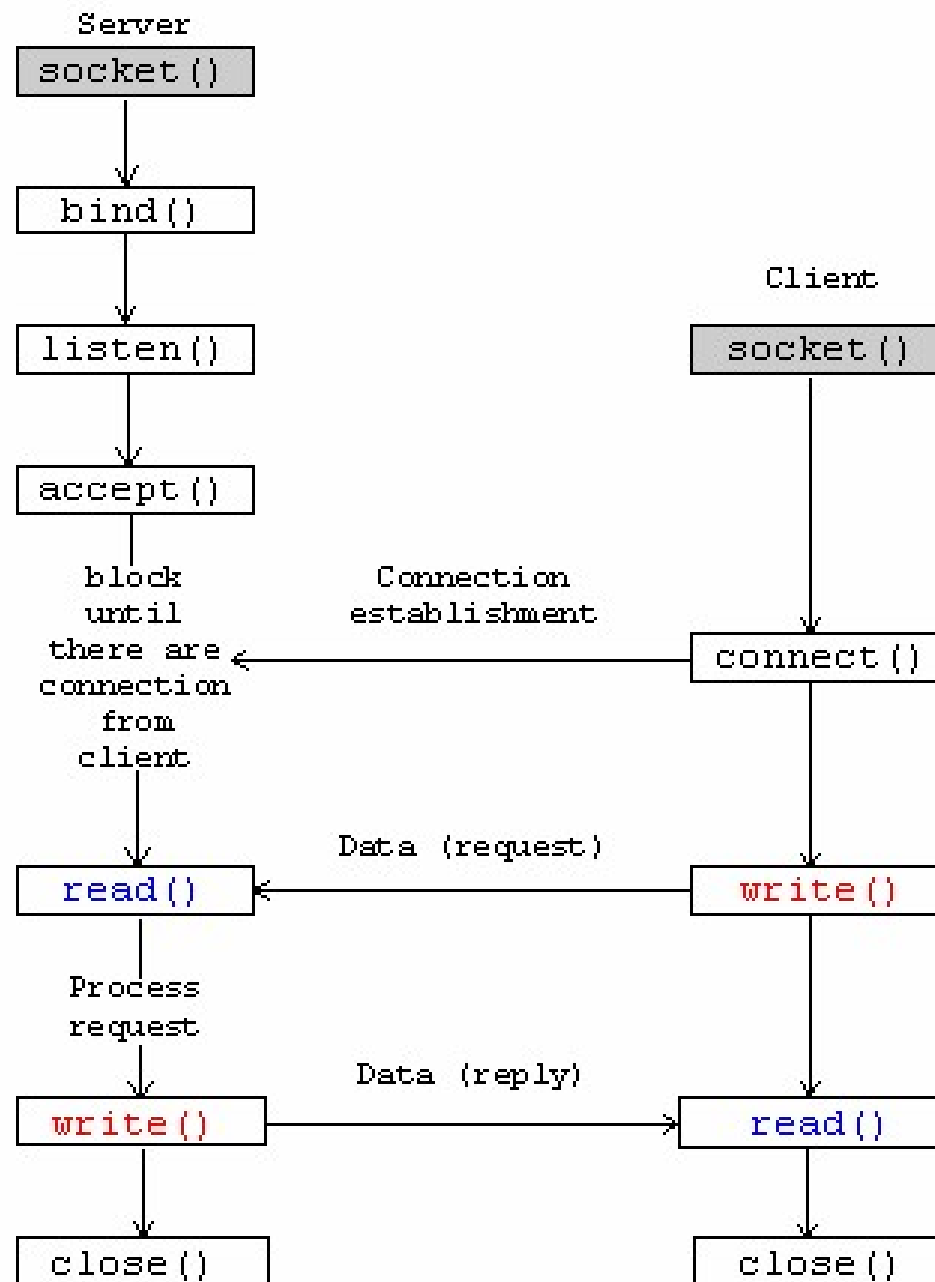 Server
socket()
bind()
Client
listen()
socket()
accept()
block
until
there are
connection
from
client
Connection
establishment
connect()
Data (request)
read()
write()
Process
request
Data (reply)
write()
read()
close()
close()